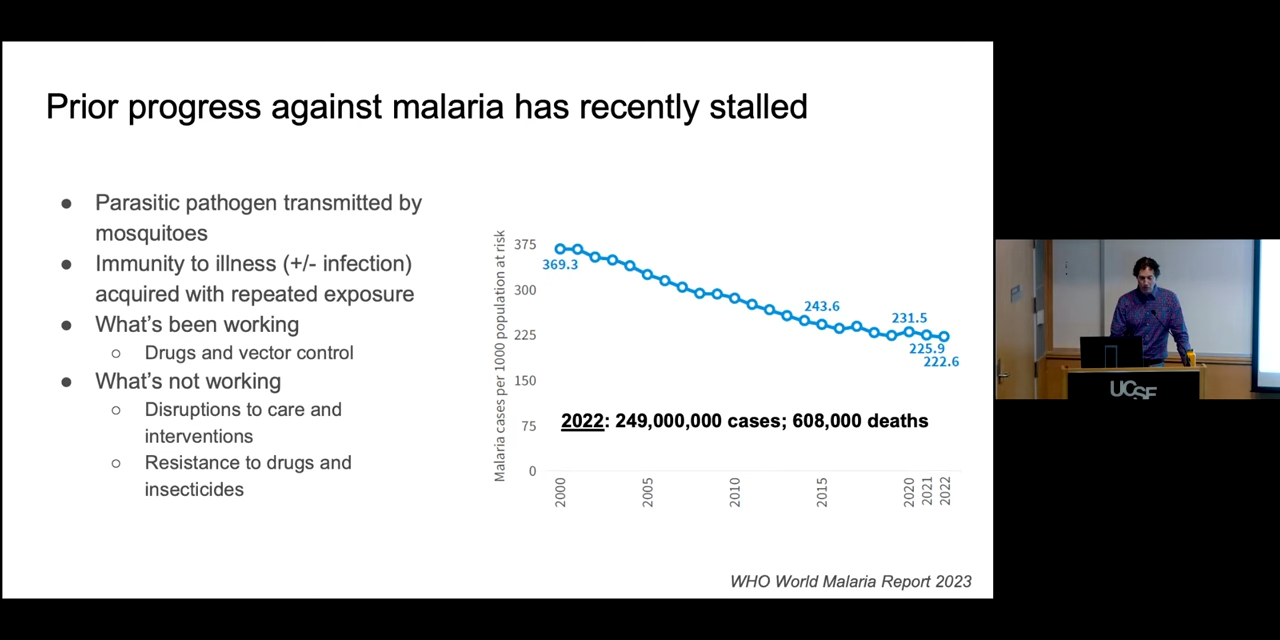 Prior progress against malaria has recently stalled
● Parasitic pathogen transmitted by
mosquitoes
● Immunity to illness (+/- infection)
acquired with repeated exposure
● What's been working
○ Drugs and vector control
● What's not working
○ Disruptions to care and
interventions
○ Resistance to drugs and
insecticides
Malaria cases per 1000 population at risk
375
300
225
150
75
0
369.3
243.6
231.5
225.9
222.6
2022: 249,000,000 cases; 608,000 deaths
2000
2005
2010
2015
2020
2021
2022
WHO World Malaria Report 2023
UCSF